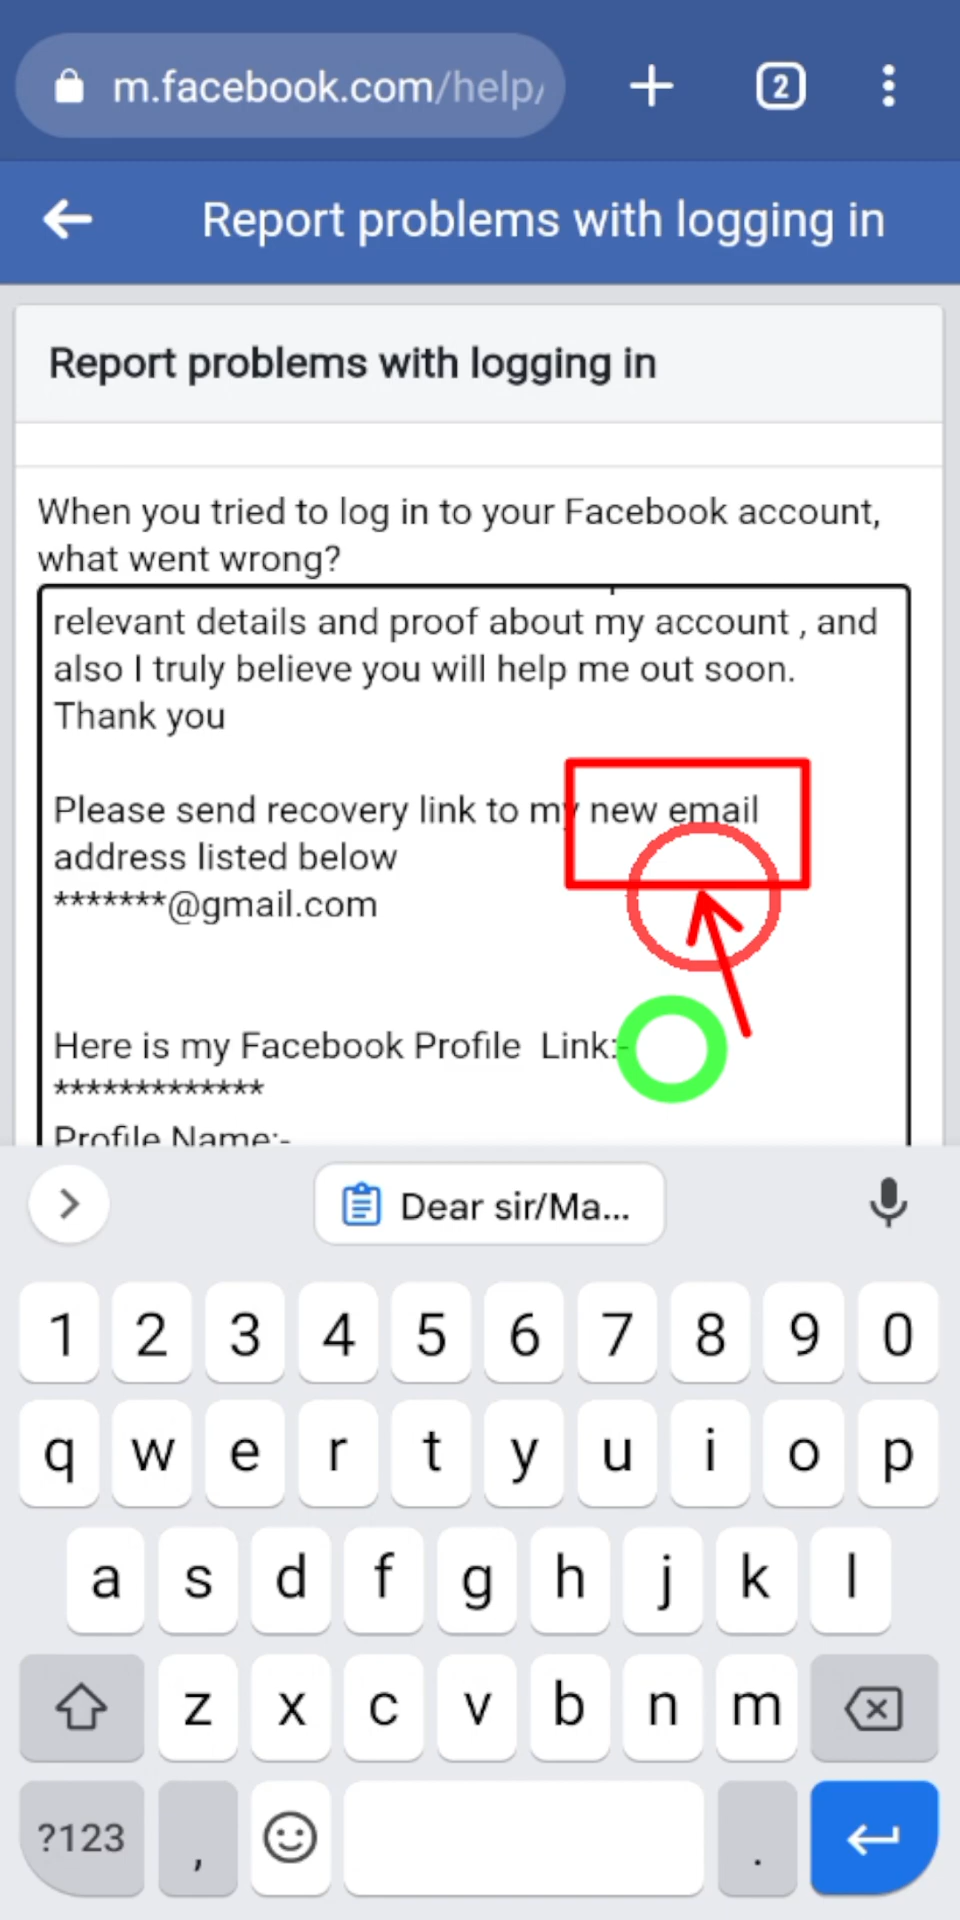 m.facebook.com/help/
2
Report problems with logging in
Report problems with logging in
When you tried to log in to your Facebook account,
what went wrong?
relevant details and proof about my account , and
also I truly believe you will help me out soon.
Thank you
Please send recovery link to my new email
address listed below
*******@gmail.com
Here is my Facebook Profile  Link:-
*************
Profile Name:-
Dear sir/Ma...
1 2 3 4 5 6 7 8 9 0
q w e r t y u i o p
a s d f g h j k l
z x c v b n m
?123 , .